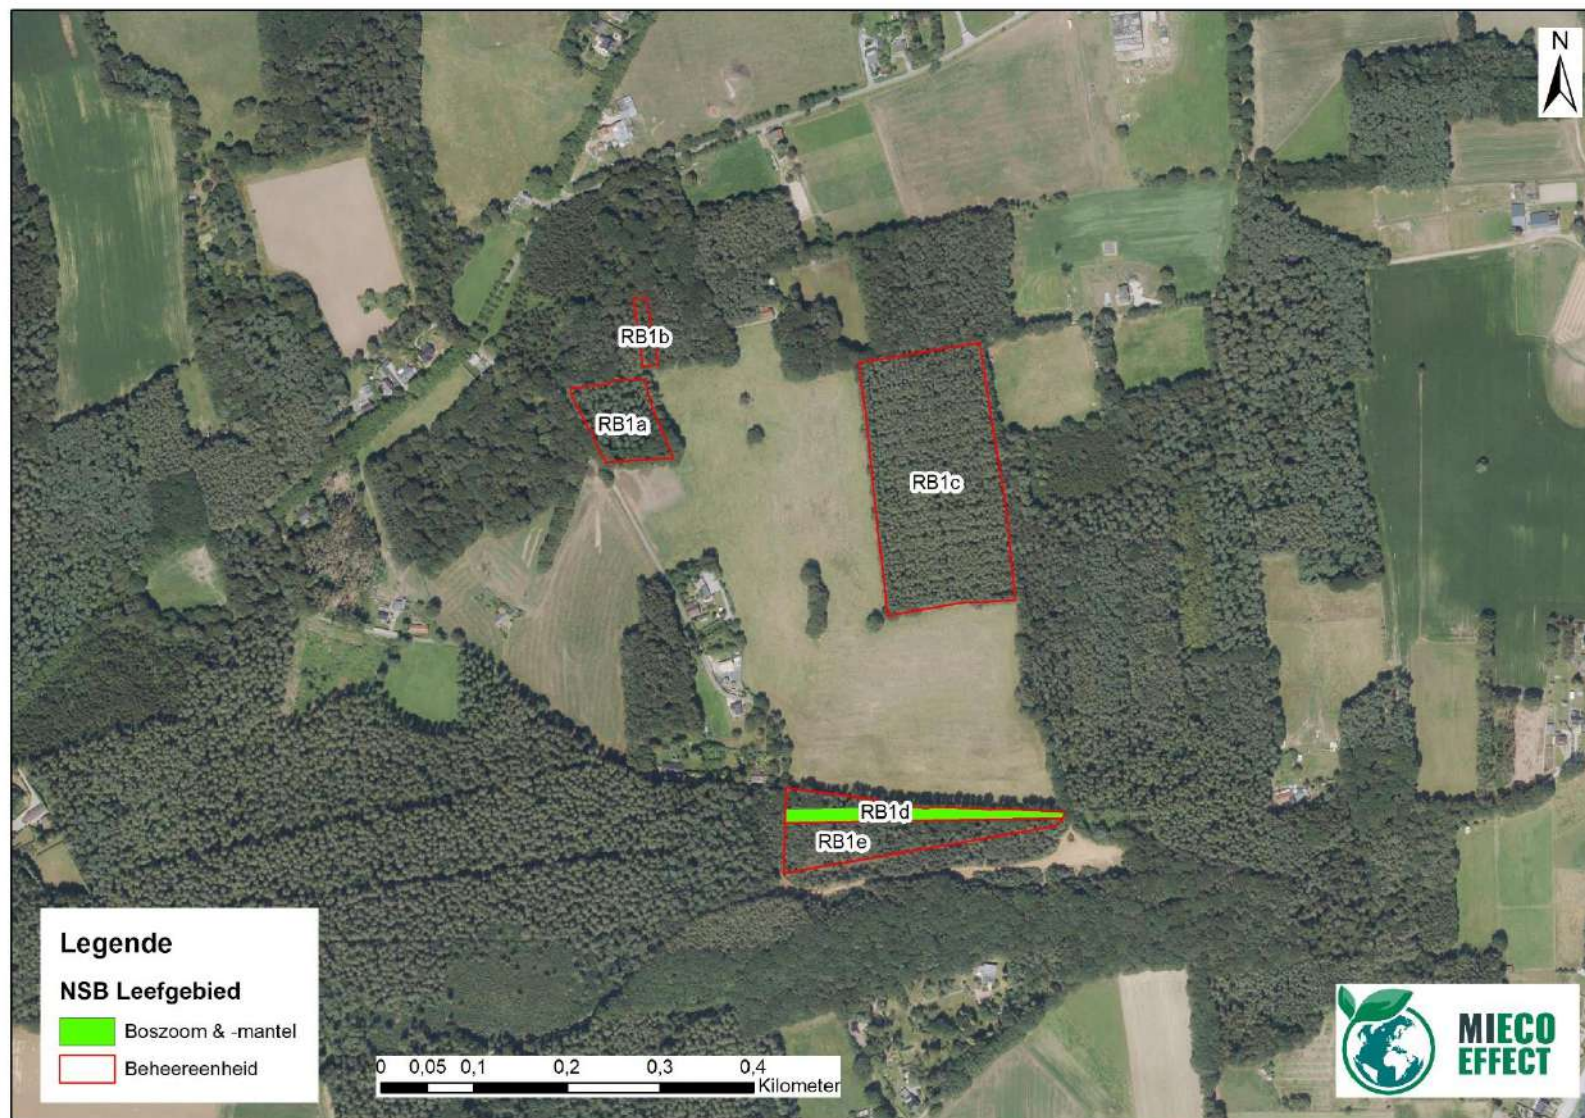 N
RB1b
RB1a
RB1c
RB1d
RB1e
Legende
NSB Leefgebied
Boszoom & -mantel
Beheereenheid
0 0,05 0,1 0,2 0,3 0,4
Kilometer
MIECO
EFFECT